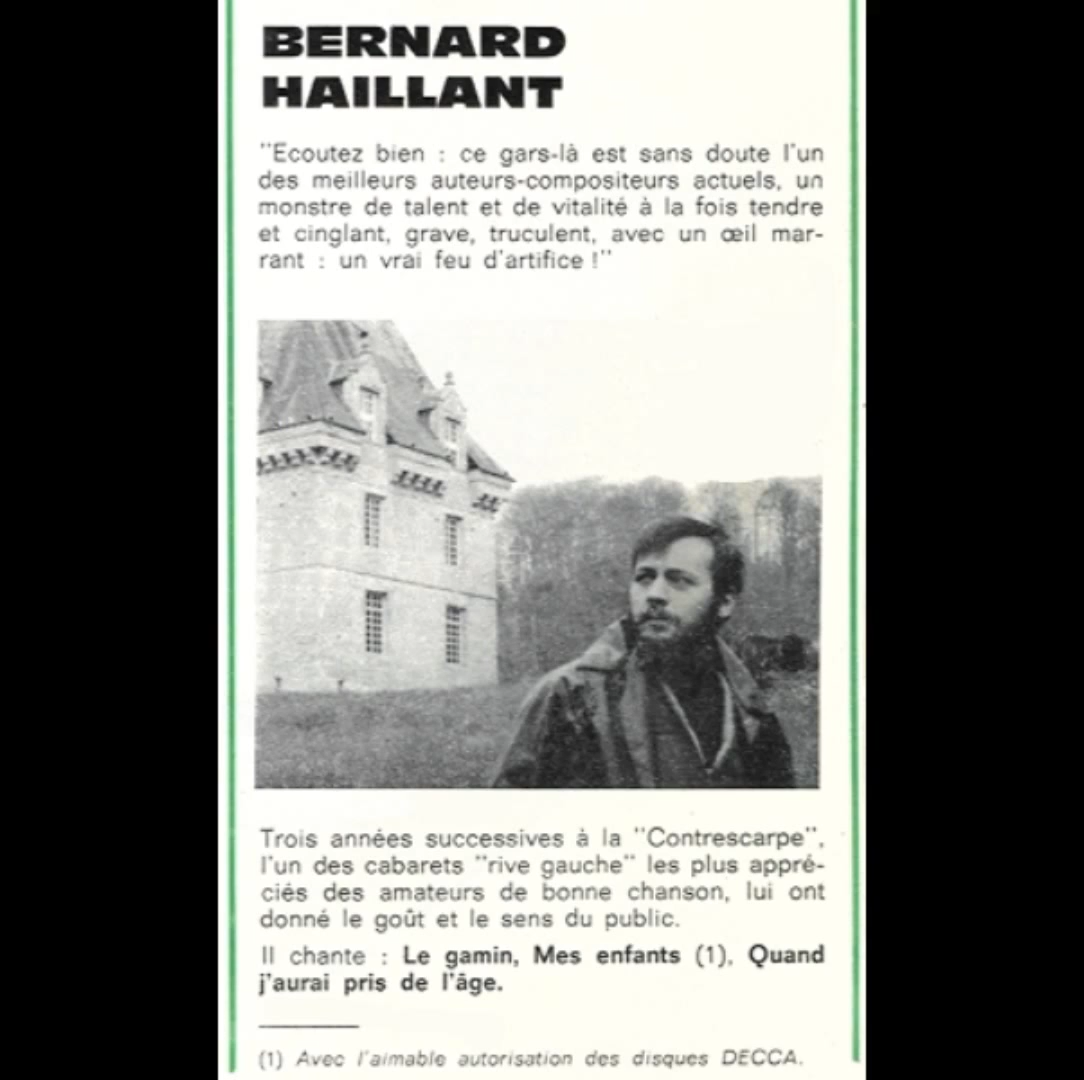 BERNARD
HAILLANT
"Ecoutez bien : ce gars-là est sans doute l'un
des meilleurs auteurs-compositeurs actuels, un
monstre de talent et de vitalité à la fois tendre
et cinglant, grave, truculent, avec un œil mar-
rant : un vrai feu d'artifice !"
Trois années successives à la "Contrescarpe",
l'un des cabarets "rive gauche" les plus appré-
ciés des amateurs de bonne chanson, lui ont
donné le goût et le sens du public.
Il chante : Le gamin, Mes enfants (1), Quand
j'aurai pris de l'âge.
(1) Avec l'aimable autorisation des disques DECCA.